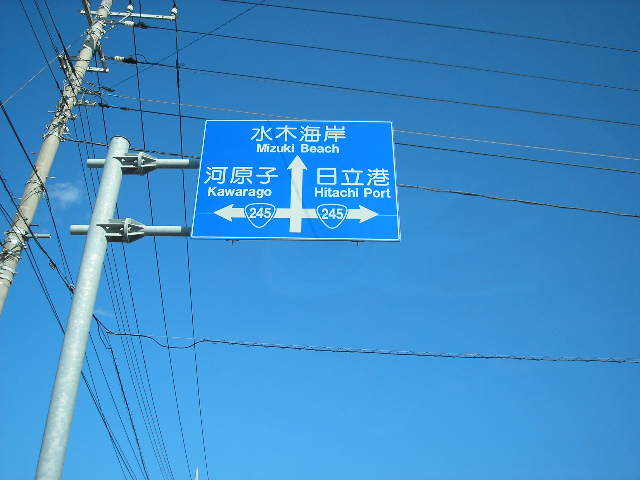 水木海岸
Mizuki Beach
河原子
Kawarago
日立港
Hitachi Port
245
245